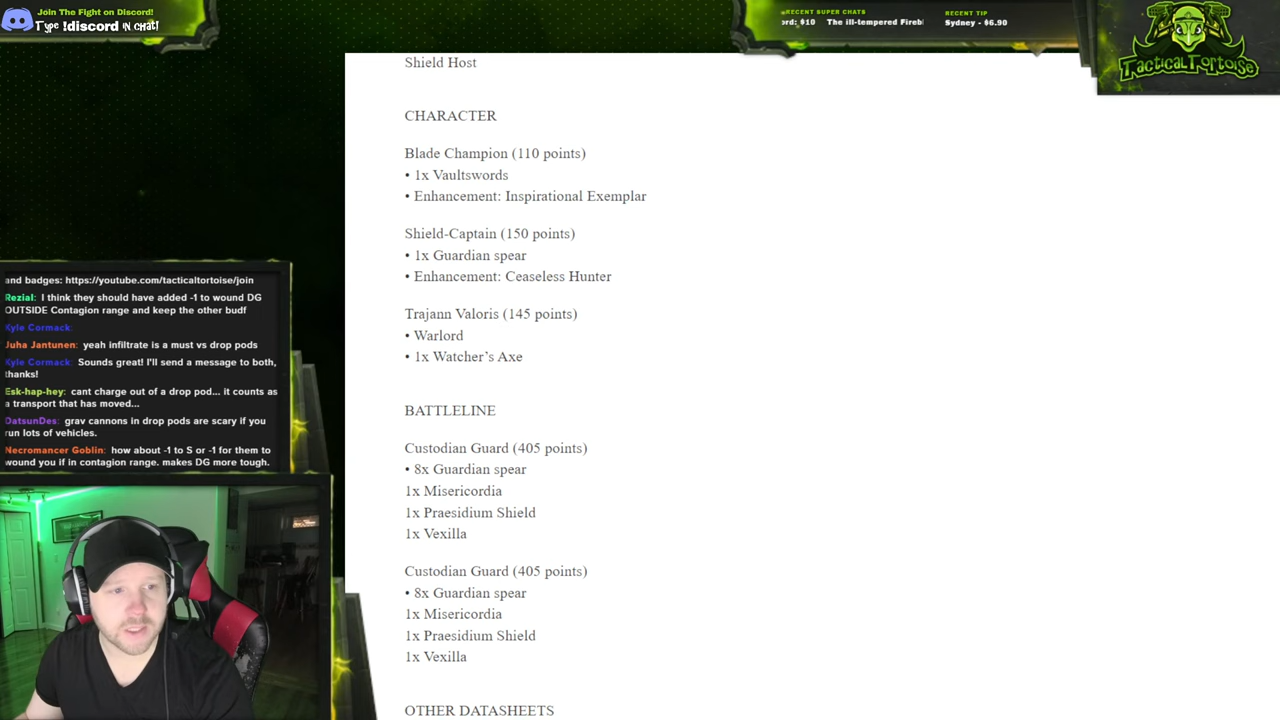 Join The Fight on Discord!
Type !discord in chat!
RECENT SUPER CHATS
ord: $10 The ill-tempered Firebi
RECENT TIP
Sydney - $6.90
TacticalTortoise
Shield Host
CHARACTER
Blade Champion (110 points)
• 1x Vaultswords
• Enhancement: Inspirational Exemplar
Shield-Captain (150 points)
• 1x Guardian spear
• Enhancement: Ceaseless Hunter
Trajann Valoris (145 points)
• Warlord
• 1x Watcher’s Axe
BATTLELINE
Custodian Guard (405 points)
• 8x Guardian spear
1x Misericordia
1x Praesidium Shield
1x Vexilla
Custodian Guard (405 points)
• 8x Guardian spear
1x Misericordia
1x Praesidium Shield
1x Vexilla
OTHER DATASHEETS
and badges: https://youtube.com/tacticaltortoise/join
Rezial: I think they should have added -1 to wound DG
OUTSIDE Contagion range and keep the other budf
Kyle Cormack:
Juha Jantunen: yeah infiltrate is a must vs drop pods
Kyle Cormack: Sounds great! I'll send a message to both,
thanks!
Esk-hap-hey: cant charge out of a drop pod... it counts as
a transport that has moved...
DatsunDes: grav cannons in drop pods are scary if you
run lots of vehicles.
Necromancer Goblin: how about -1 to S or -1 for them to
wound you if in contagion range. makes DG more tough.